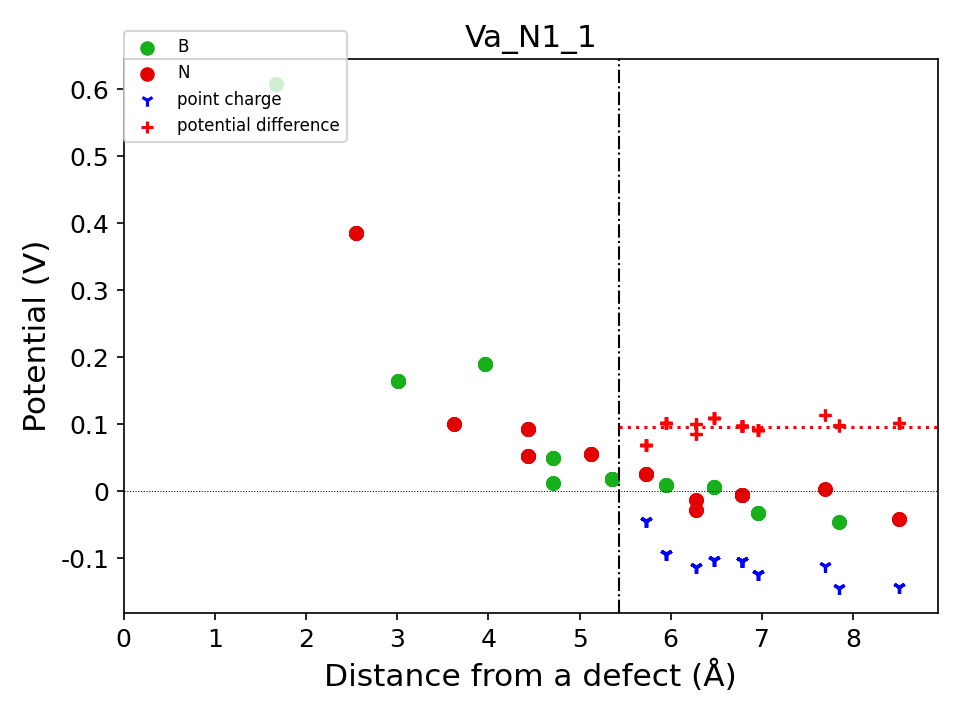 Va_N1_1
B
N
point charge
potential difference
Potential (V)
0.6
0.5
0.4
0.3
0.2
0.1
0
-0.1
0 1 2 3 4 5 6 7 8
Distance from a defect (Å)